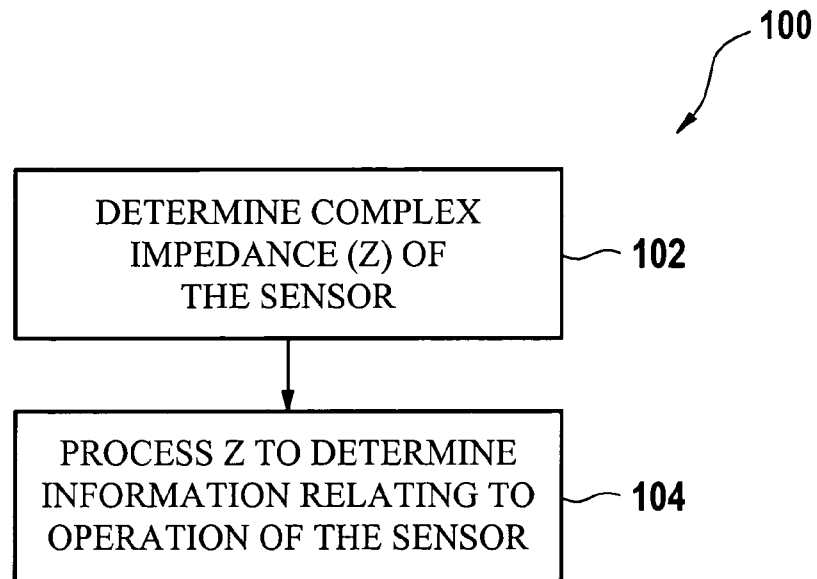 100
DETERMINE COMPLEX
IMPEDANCE (Z) OF
THE SENSOR
102
PROCESS Z TO DETERMINE
INFORMATION RELATING TO
OPERATION OF THE SENSOR
104